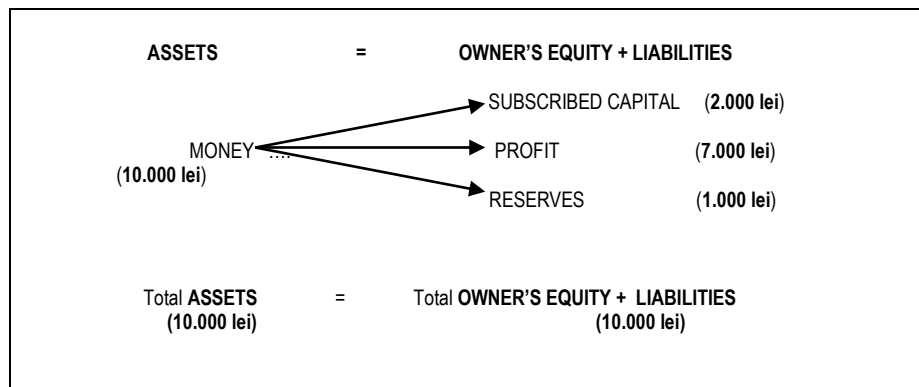 ASSETS = OWNER'S EQUITY + LIABILITIES
SUBSCRIBED CAPITAL (2.000 lei)
MONEY .... PROFIT (7.000 lei)
(10.000 lei)
RESERVES (1.000 lei)
Total ASSETS = Total OWNER'S EQUITY + LIABILITIES
(10.000 lei) (10.000 lei)